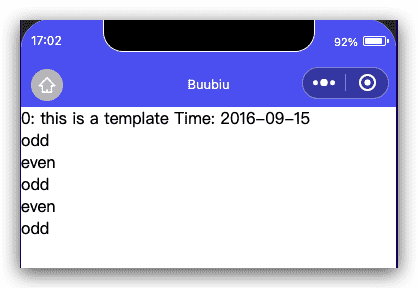 17:02
92%
Buubiu
0: this is a template Time: 2016-09-15
odd
even
odd
even
odd